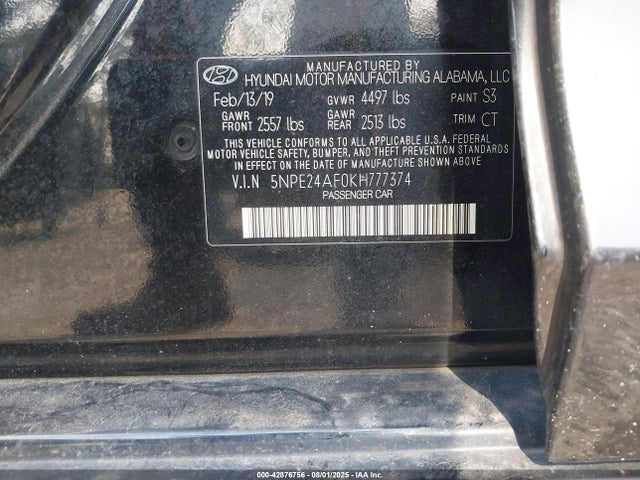 MANUFACTURED BY
HYUNDAI MOTOR MANUFACTURING ALABAMA, LLC
Feb/13/19 GVWR 4497 lbs PAINT S3
GAWR FRONT 2557 lbs GAWR REAR 2513 lbs TRIM CT
THIS VEHICLE CONFORMS TO ALL APPLICABLE U.S.A. FEDERAL
MOTOR VEHICLE SAFETY, BUMPER, AND THEFT PREVENTION STANDARDS
IN EFFECT ON THE DATE OF MANUFACTURE SHOWN ABOVE.
V.I.N 5NPE24AF0KH777374
PASSENGER CAR
000-42876756 - 08/01/2025 - IAAI.COM